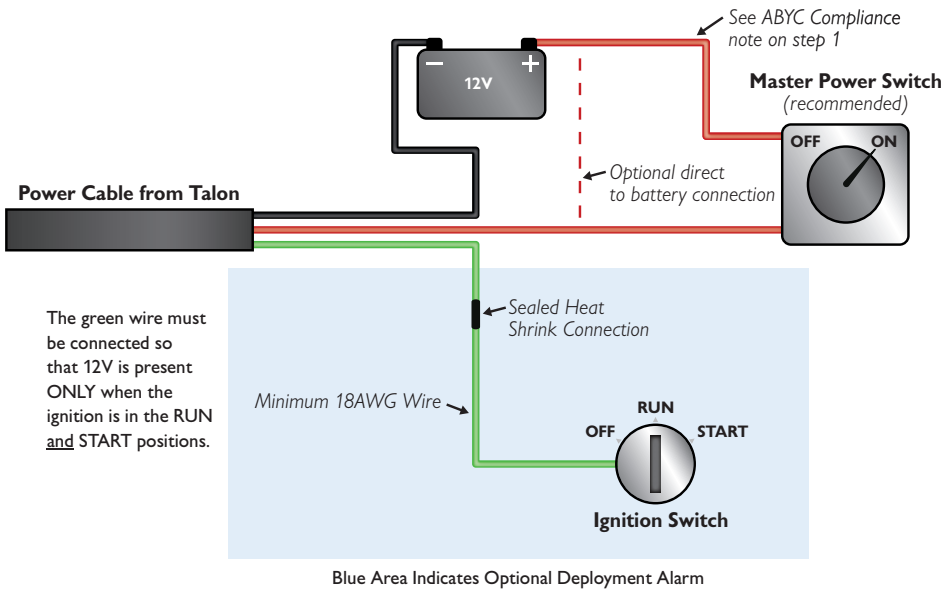 See ABYC Compliance
note on step 1
Master Power Switch
(recommended)
− +
12V
OFF ON
Optional direct
to battery connection
Power Cable from Talon
The green wire must
be connected so
that 12V is present
ONLY when the
ignition is in the RUN
and START positions.
Sealed Heat
Shrink Connection
Minimum 18AWG Wire
RUN
OFF START
Ignition Switch
Blue Area Indicates Optional Deployment Alarm